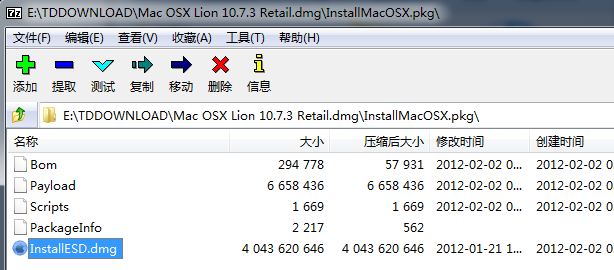 E:\TDDOWNLOAD\Mac OSX Lion 10.7.3 Retail.dmg\InstallMacOSX.pkg\
文件(F) 编辑(E) 查看(V) 收藏(A) 工具(T) 帮助(H)
添加 提取 测试 复制 移动 删除 信息
E:\TDDOWNLOAD\Mac OSX Lion 10.7.3 Retail.dmg\InstallMacOSX.pkg\
名称 大小 压缩后大小 修改时间 创建时间
Bom 294 778 57 931 2012-02-02 0... 2012-02-02 0...
Payload 6 658 436 6 658 436 2012-02-02 0... 2012-02-02 0...
Scripts 1 669 1 669 2012-02-02 0... 2012-02-02 0...
PackageInfo 2 217 562
InstallESD.dmg 4 043 620 646 4 043 620 646 2012-01-21 1... 2012-02-02 0...